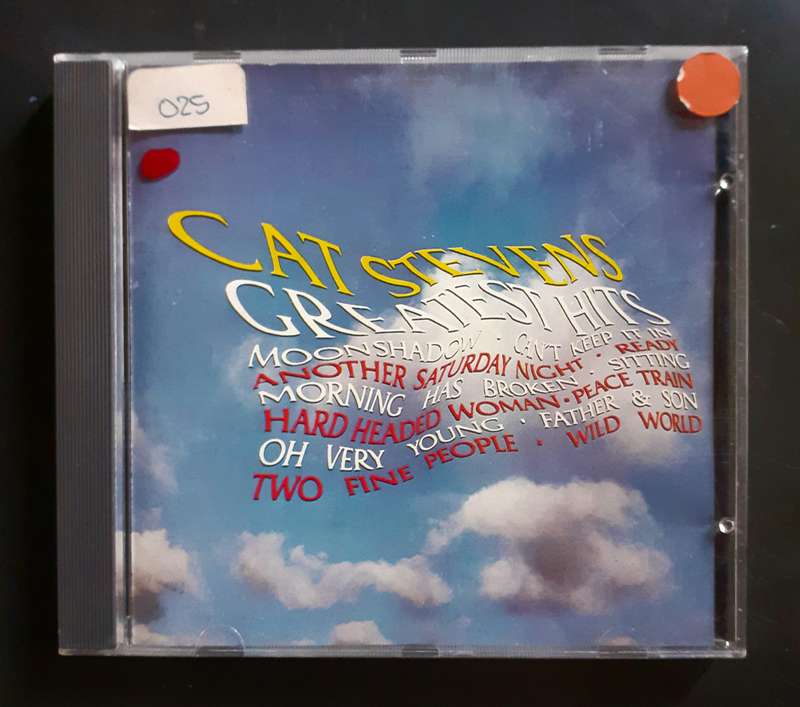 025
CAT STEVENS
GREATEST HITS
MOONSHADOW · CAN'T KEEP IT IN
ANOTHER SATURDAY NIGHT · READY
MORNING HAS BROKEN · SITTING
HARD HEADED WOMAN · PEACE TRAIN
OH VERY YOUNG · FATHER & SON
TWO FINE PEOPLE · WILD WORLD